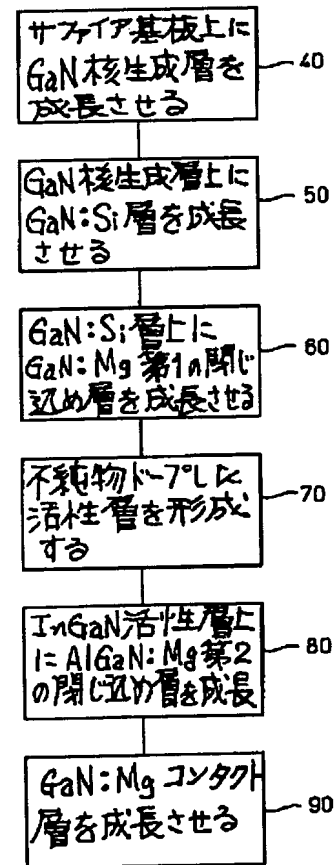 サファイア基板上に
GaN核生成層を
成長させる
40
GaN核生成層上に
GaN:Si層を成長
させる
50
GaN:Si層上に
GaN:Mg第1の閉じ
込め層を成長させる
60
不純物ドープした
活性層を形成
する
70
InGaN活性層上
にAlGaN:Mg第2
の閉じ込め層を成長
80
GaN:Mgコンタクト
層を成長させる
90